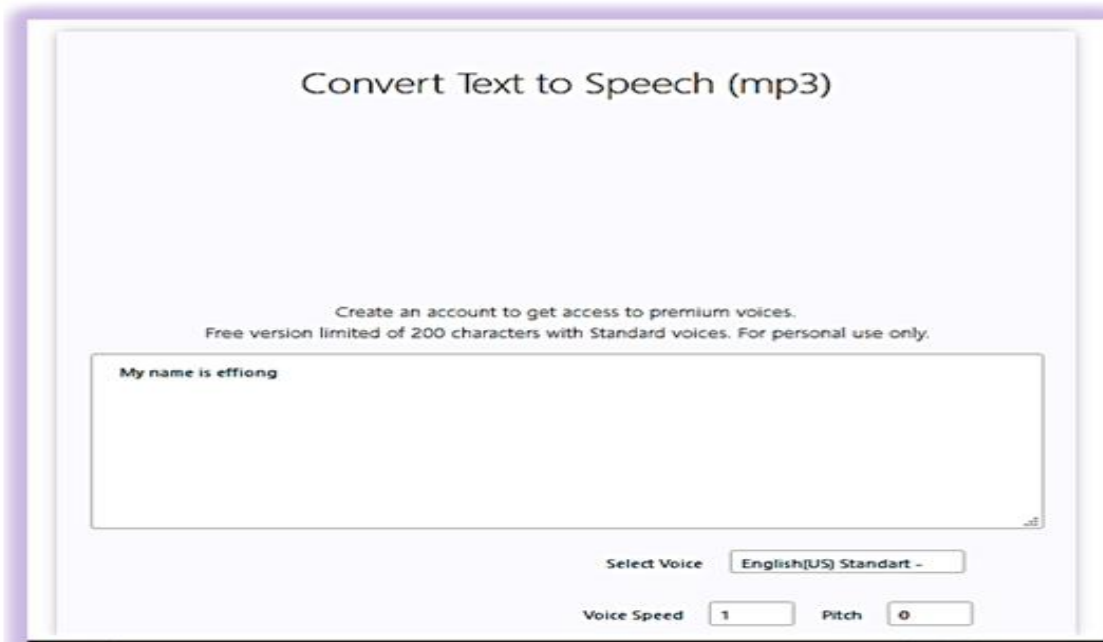 Convert Text to Speech (mp3)
Create an account to get access to premium voices.
Free version limited of 200 characters with Standard voices. For personal use only.
My name is effiong
Select Voice English[US] Standart -
Voice Speed 1 Pitch 0